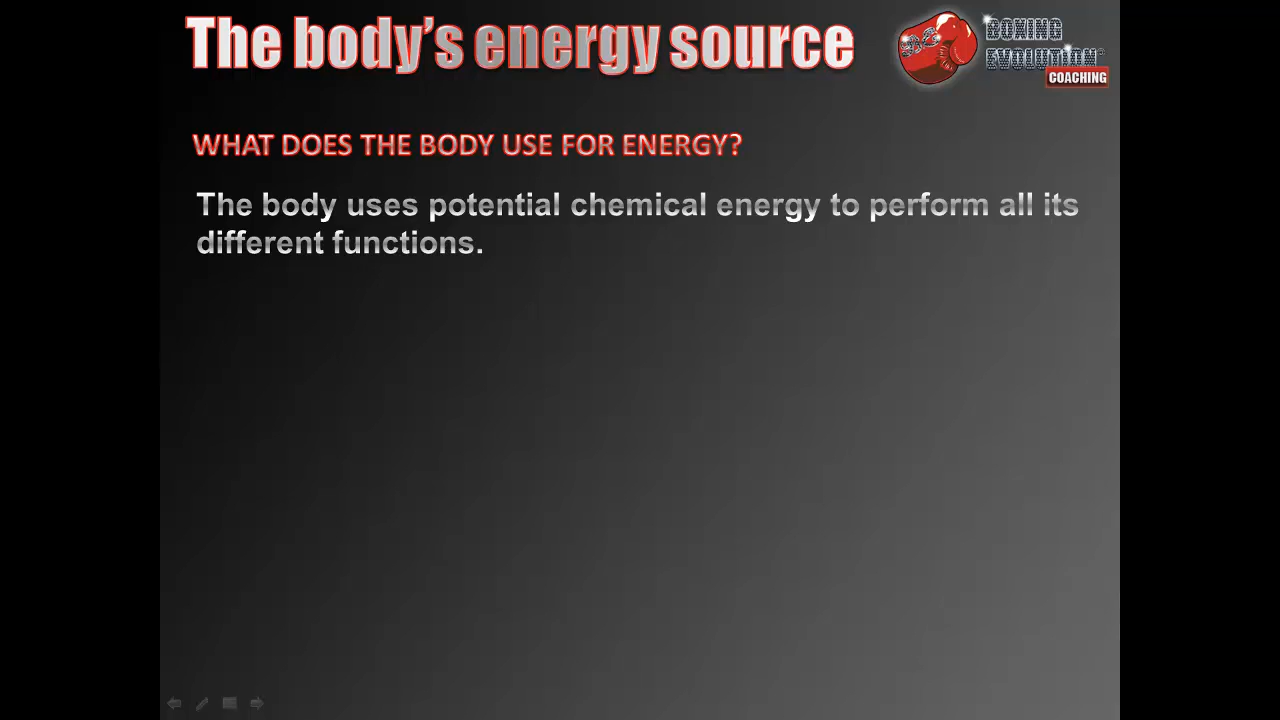 The body's energy source
BOXING
EVOLUTION
COACHING
WHAT DOES THE BODY USE FOR ENERGY?
The body uses potential chemical energy to perform all its
different functions.